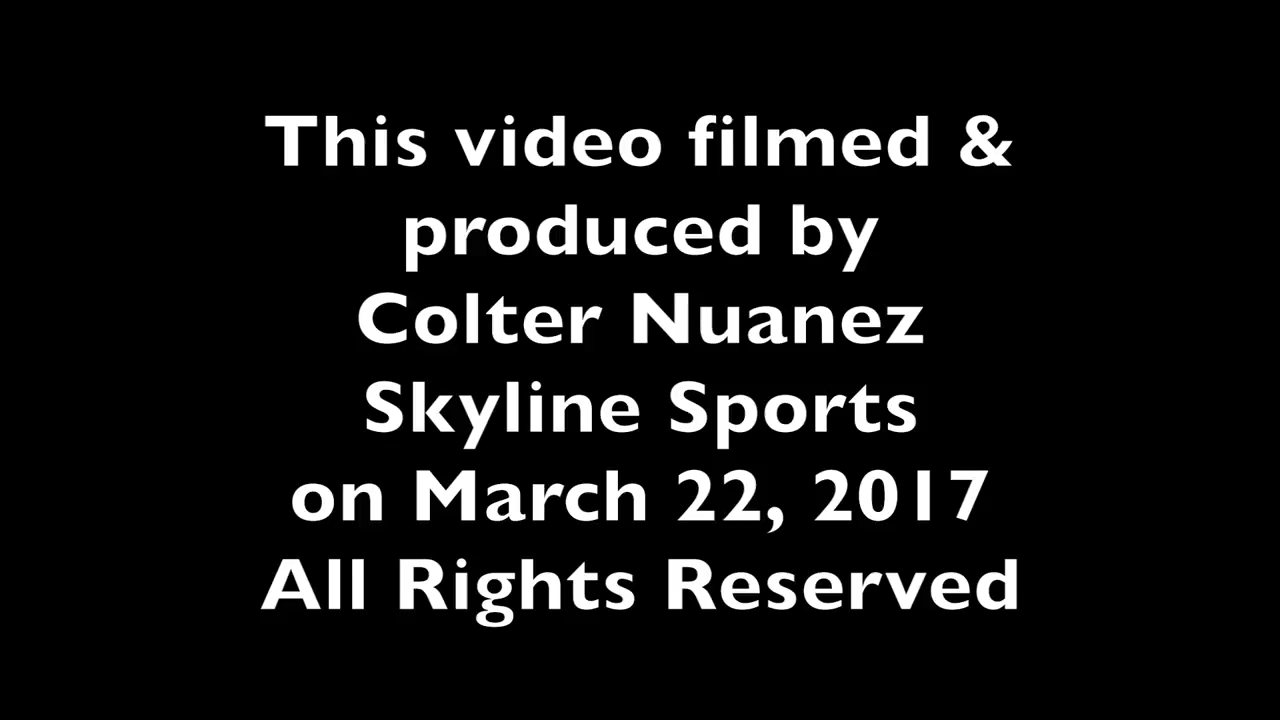 This video filmed &
produced by
Colter Nuanez
Skyline Sports
on March 22, 2017
All Rights Reserved